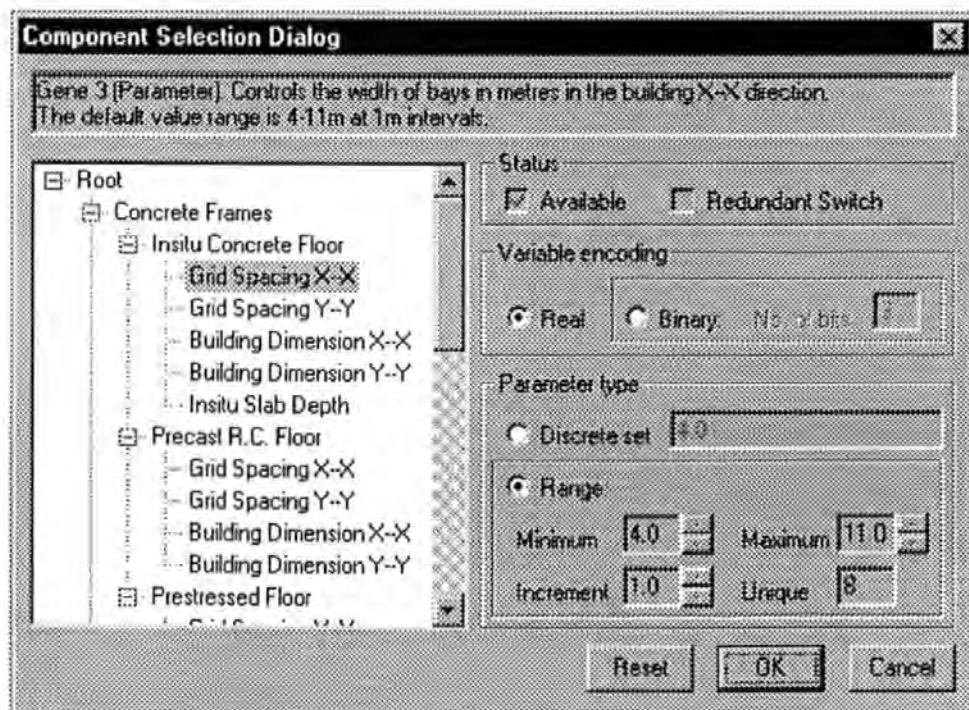 Component Selection Dialog
Gene 3 (Parameter). Controls the width of bays in metres in the building X--X direction.
The default value range is 4-11m at 1m intervals.
Root
Concrete Frames
Insitu Concrete Floor
Grid Spacing X--X
Grid Spacing Y--Y
Building Dimension X--X
Building Dimension Y--Y
Insitu Slab Depth
Precast R.C. Floor
Grid Spacing X--X
Grid Spacing Y--Y
Building Dimension X--X
Building Dimension Y--Y
Prestressed Floor
Status
Available Redundant Switch
Variable encoding
Real Binary: No. of bits
Parameter type
Discrete set 4.0
Range
Minimum 4.0 Maximum 11.0
Increment 1.0 Unique 8
Reset OK Cancel